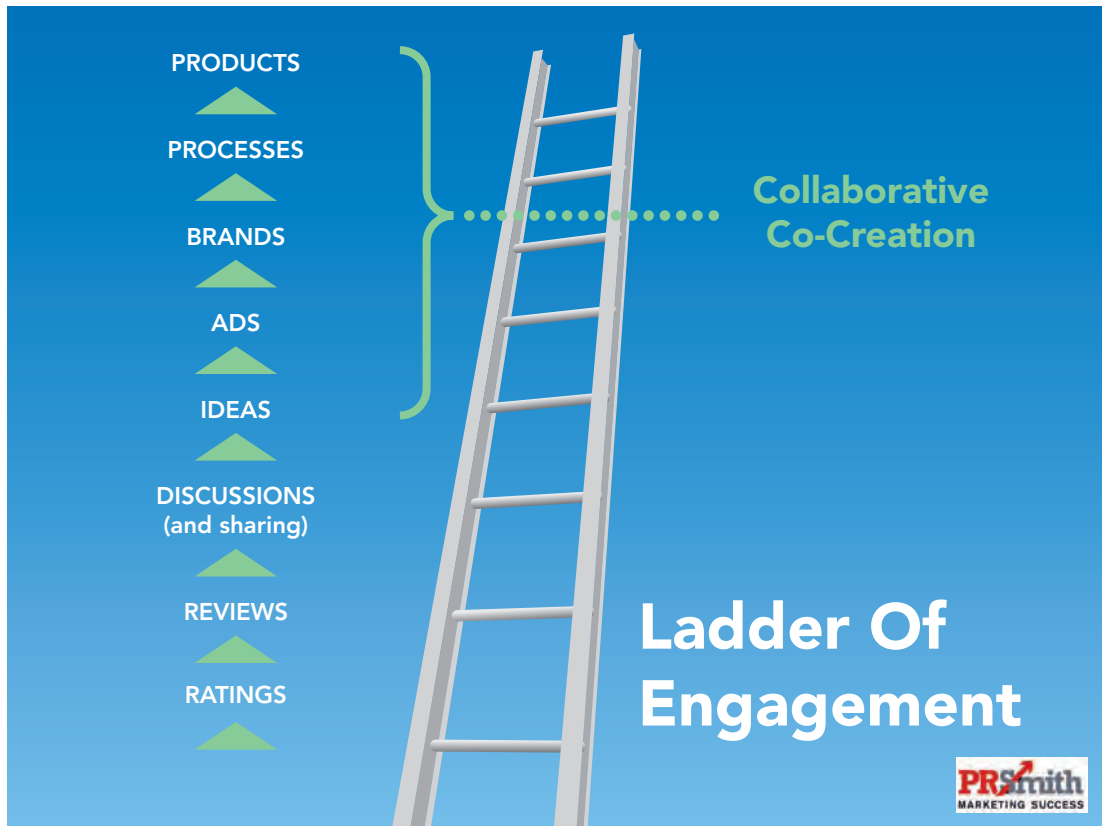 PRODUCTS
PROCESSES
BRANDS
ADS
IDEAS
DISCUSSIONS
(and sharing)
REVIEWS
RATINGS
Collaborative
Co-Creation
Ladder Of
Engagement
PRSmith
MARKETING SUCCESS